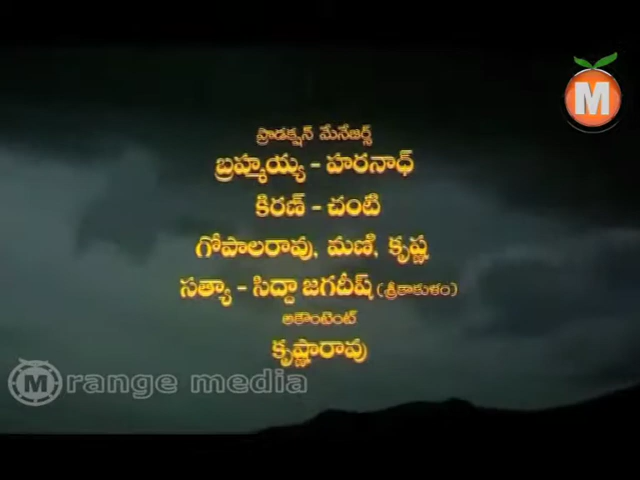 M
ప్రొడక్షన్ మేనేజర్స్
బ్రహ్మయ్య - హరనాధ్
కిరణ్ - చంటి
గోపాలరావు, మణి, కృష్ణ
సత్యా - సిద్దా జగదీష్ (శ్రీకాకుళం)
అకౌంటెంట్
కృష్ణారావు
M range media